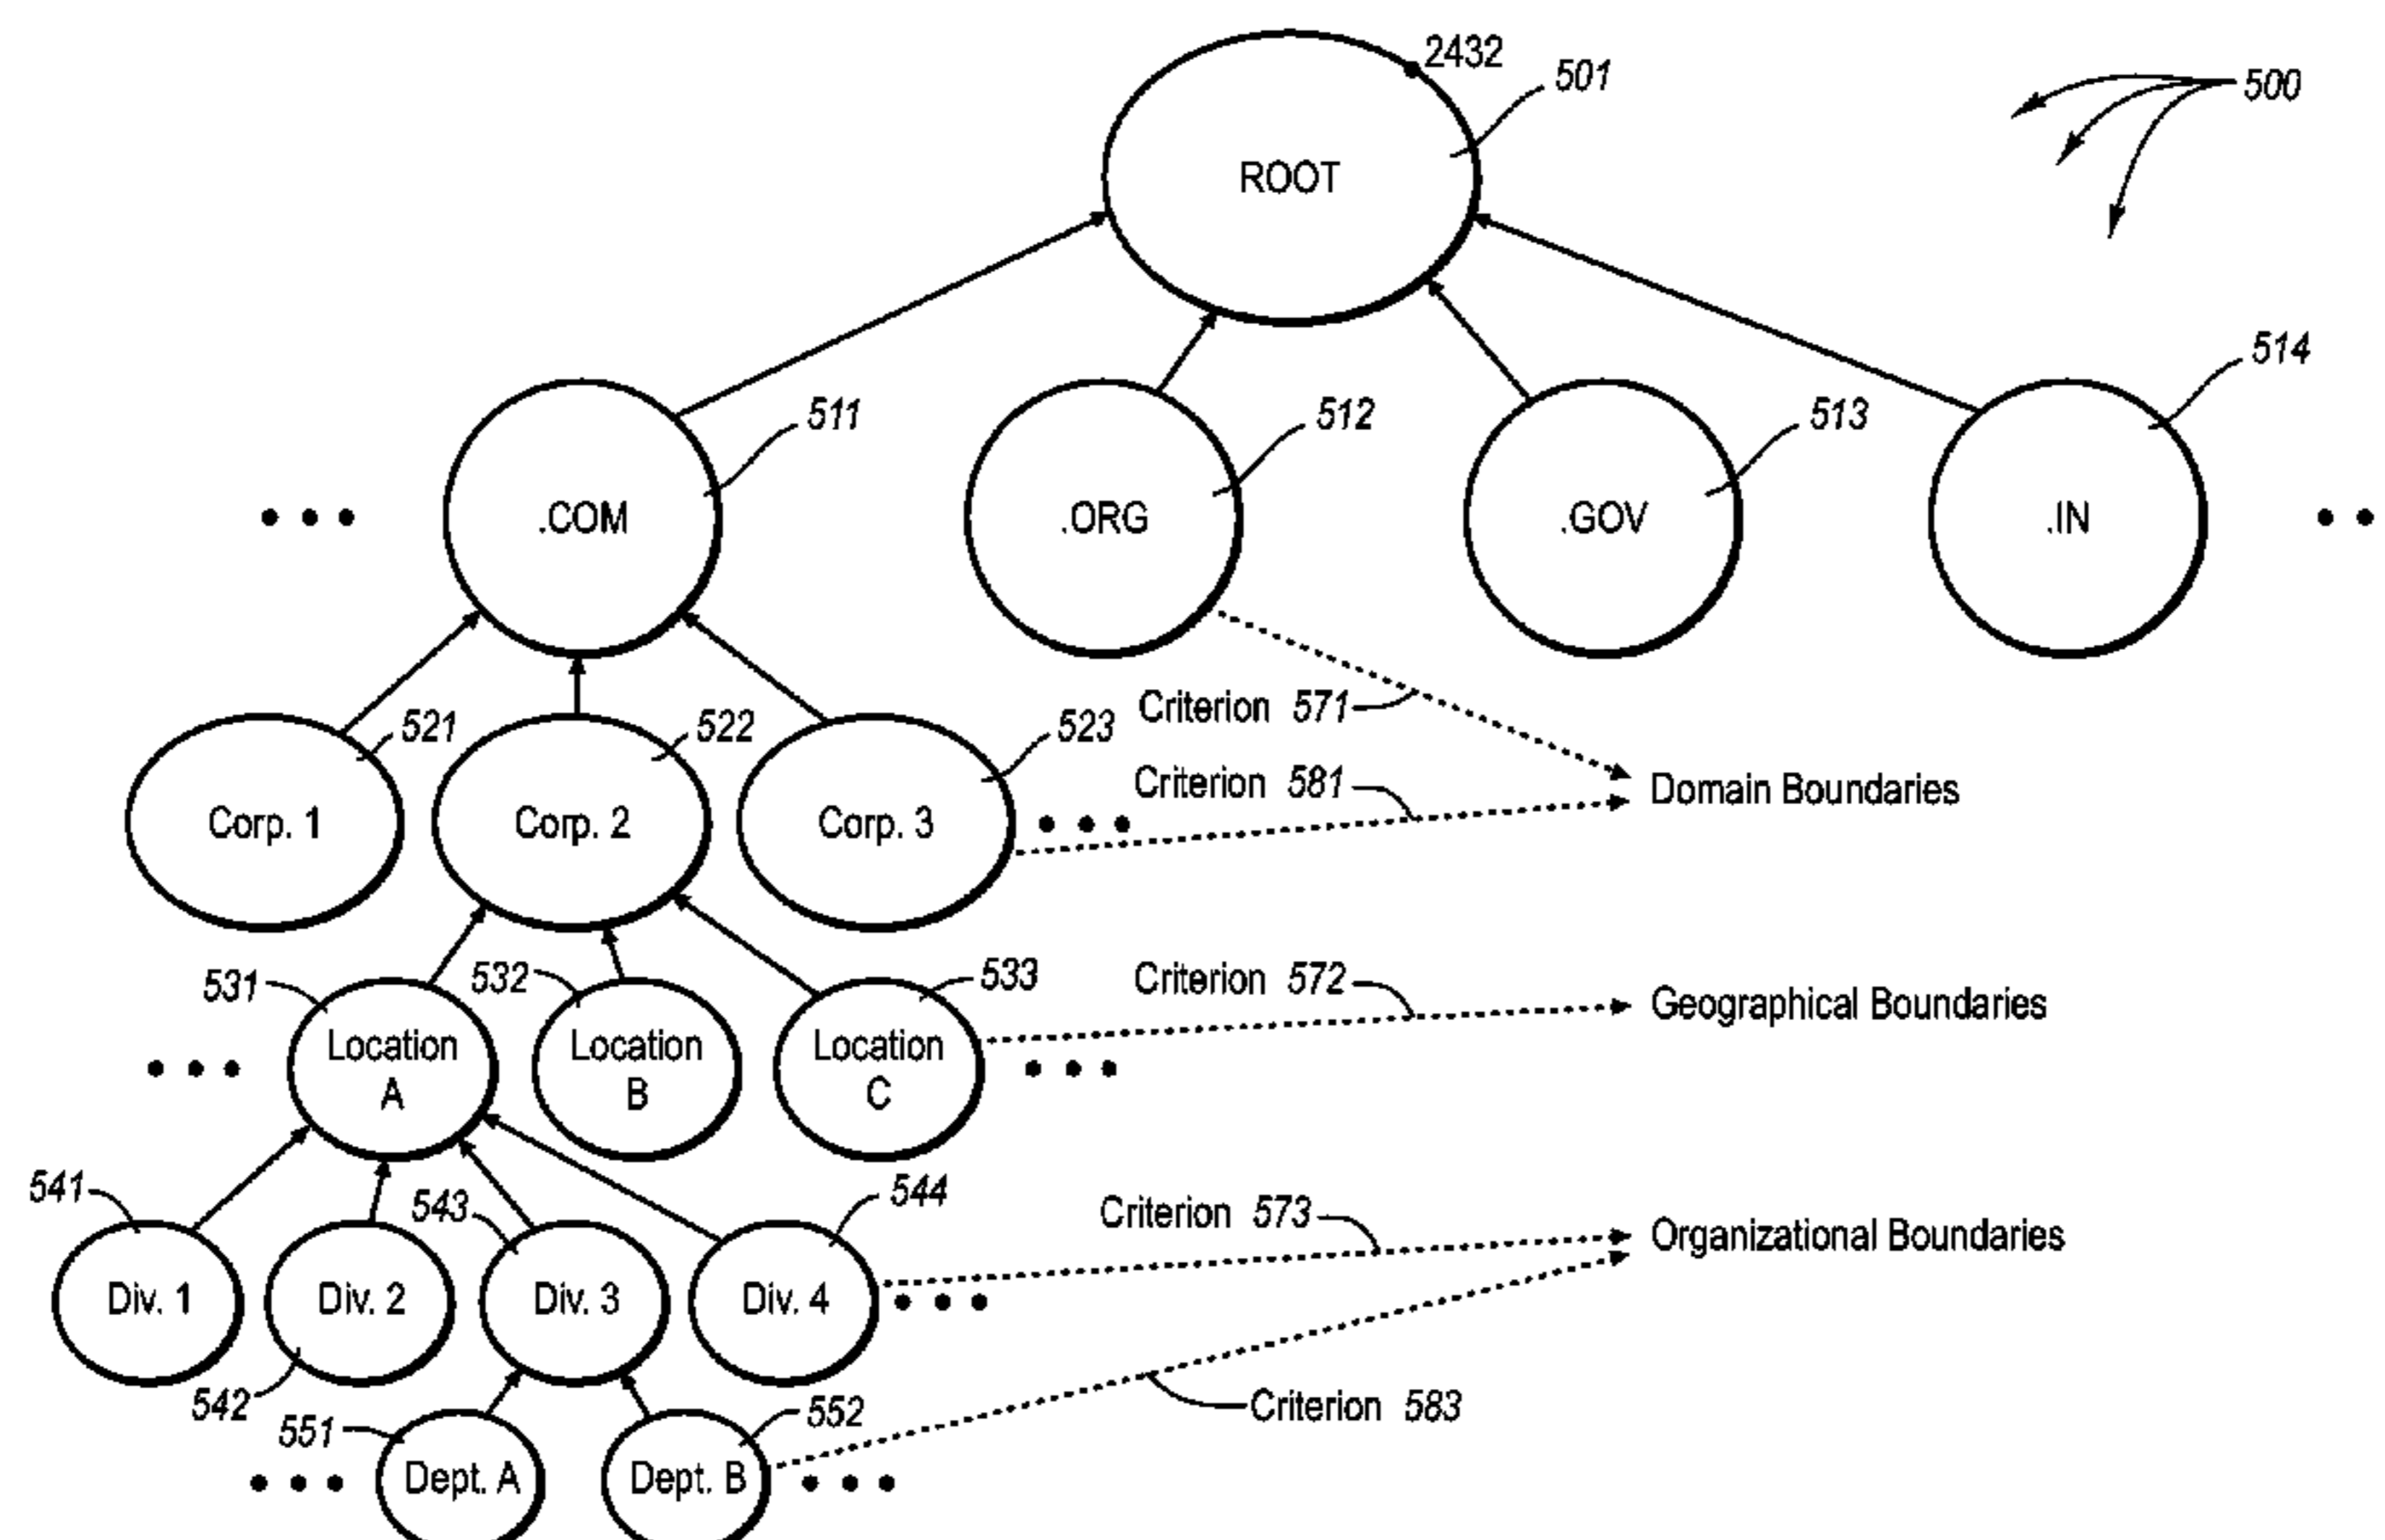 2432
501
500
ROOT
514
511
512
513
.COM
.ORG
.GOV
.IN
Criterion 571
521
522
523
Criterion 581
Domain Boundaries
Corp. 1
Corp. 2
Corp. 3
531
532
533
Criterion 572
Geographical Boundaries
Location
A
Location
B
Location
C
541
543
544
Criterion 573
Organizational Boundaries
Div. 1
Div. 2
Div. 3
Div. 4
542
551
552
Criterion 583
Dept. A
Dept. B